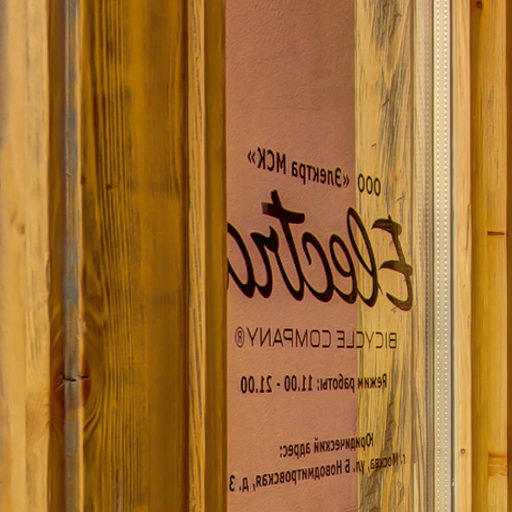 ООО «Электра МСК»
Electra
BICYCLE COMPANY®
Режим работы: 11.00 - 21.00
Юридический адрес:
г. Москва, ул. Б. Новодмитровская, д. 3